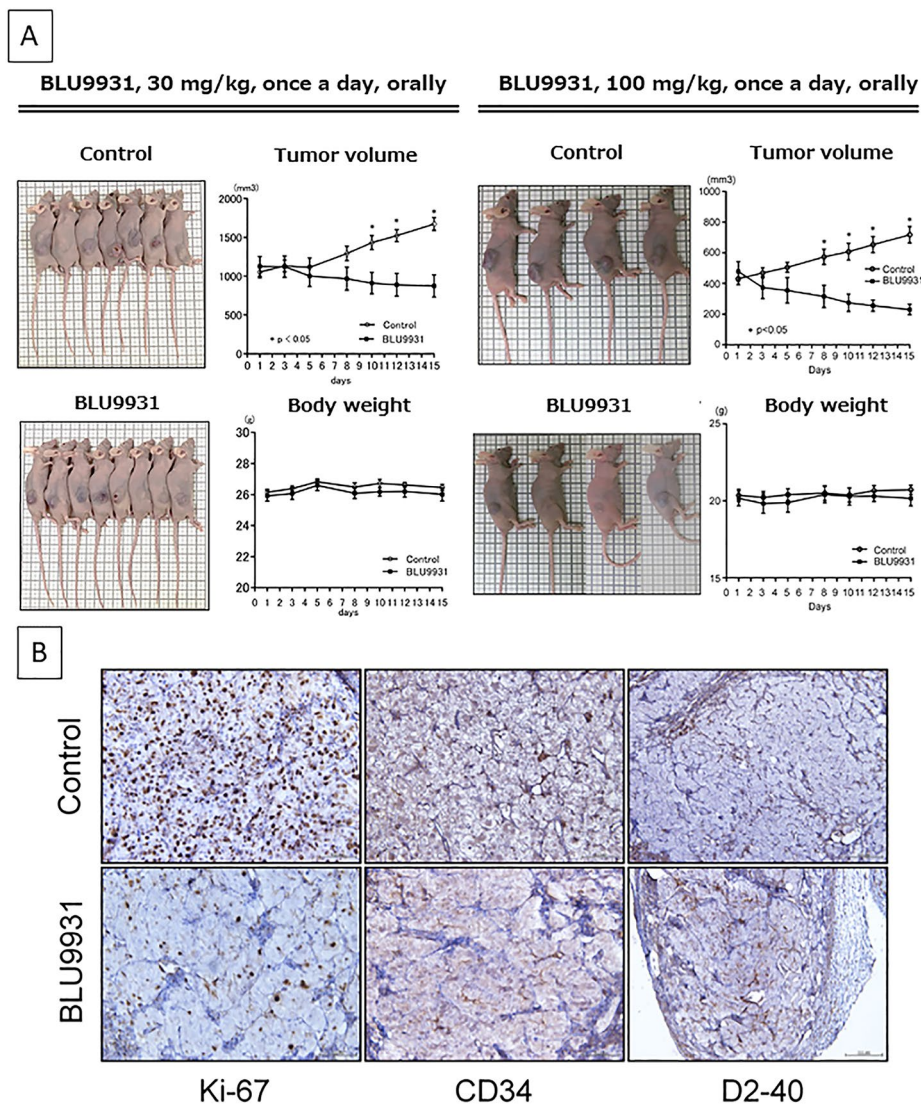 A
BLU9931, 30 mg/kg, once a day, orally
Control
Tumor volume
(mm3)
2000
1500
1000
500
0
* * *
* p < 0.05
Control
BLU9931
0 1 2 3 4 5 6 7 8 9 10 11 12 13 14 15
days
BLU9931
Body weight
(g)
30
28
26
24
22
20
Control
BLU9931
0 1 2 3 4 5 6 7 8 9 10 11 12 13 14 15
days
BLU9931, 100 mg/kg, once a day, orally
Control
Tumor volume
(mm3)
1000
800
600
400
200
0
* * * * *
* p<0.05
Control
BLU9931
0 1 2 3 4 5 6 7 8 9 10 11 12 13 14 15
Days
BLU9931
Body weight
(g)
25
20
15
Control
BLU9931
0 1 2 3 4 5 6 7 8 9 10 11 12 13 14 15
Days
B
Control
BLU9931
Ki-67
CD34
D2-40